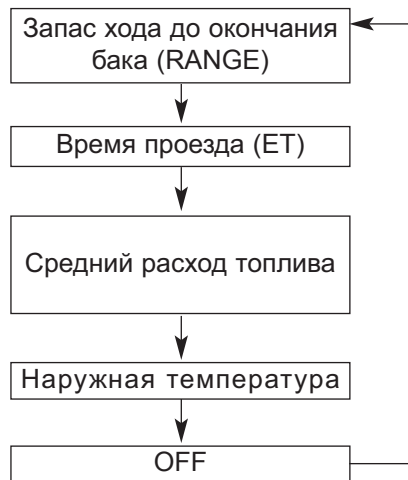 Запас хода до окончания
бака (RANGE)
Время проезда (ET)
Средний расход топлива
Наружная температура
OFF